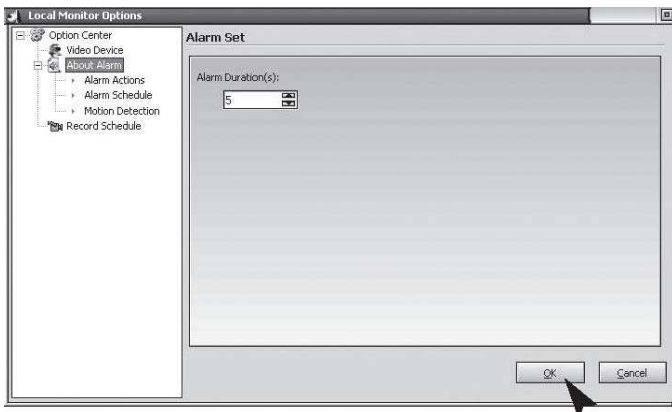 Local Monitor Options
Option Center
Video Device
About Alarm
Alarm Actions
Alarm Schedule
Motion Detection
Record Schedule
Alarm Set
Alarm Duration(s):
5
OK
Cancel